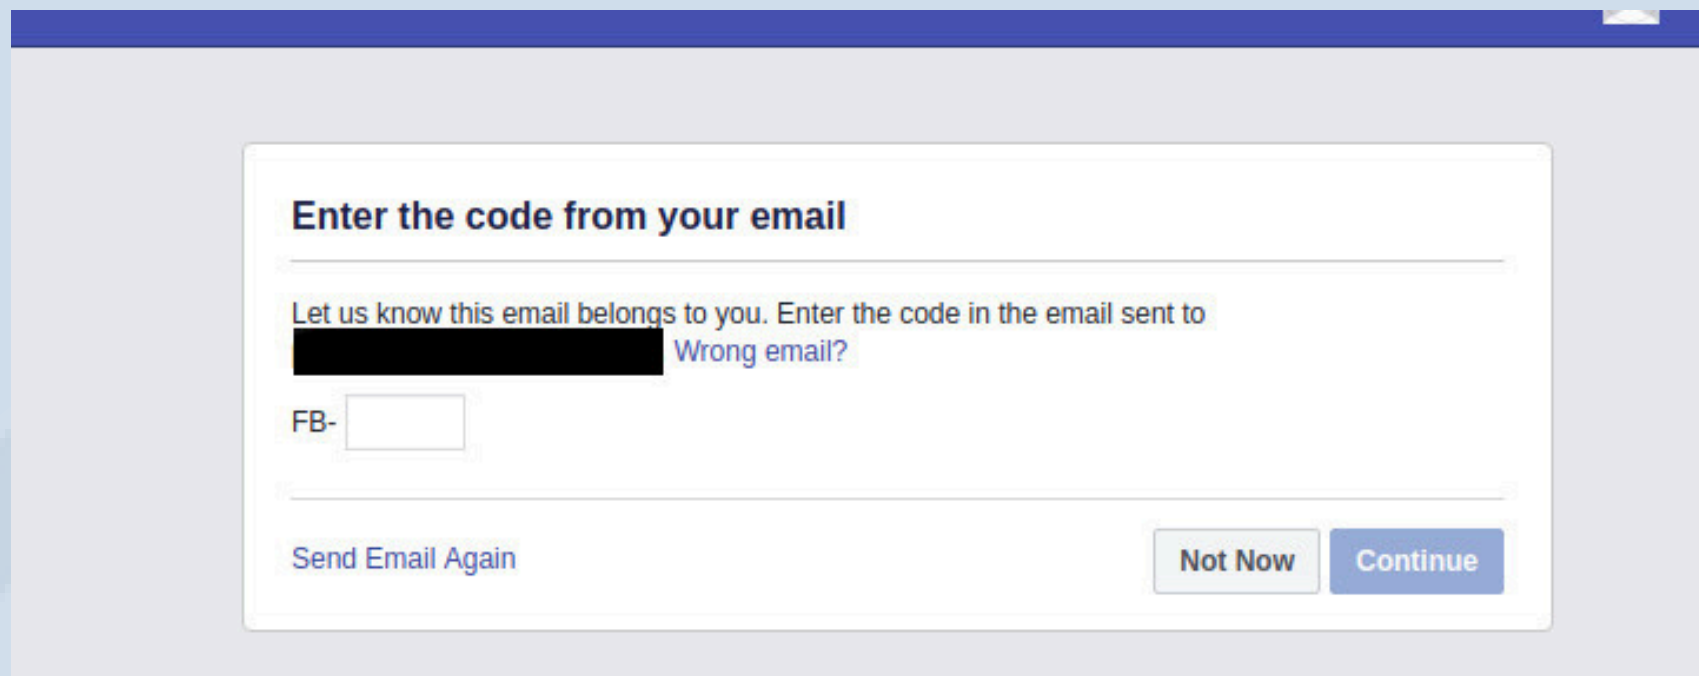 Enter the code from your email
Let us know this email belongs to you. Enter the code in the email sent to
Wrong email?
FB-
Send Email Again
Not Now
Continue